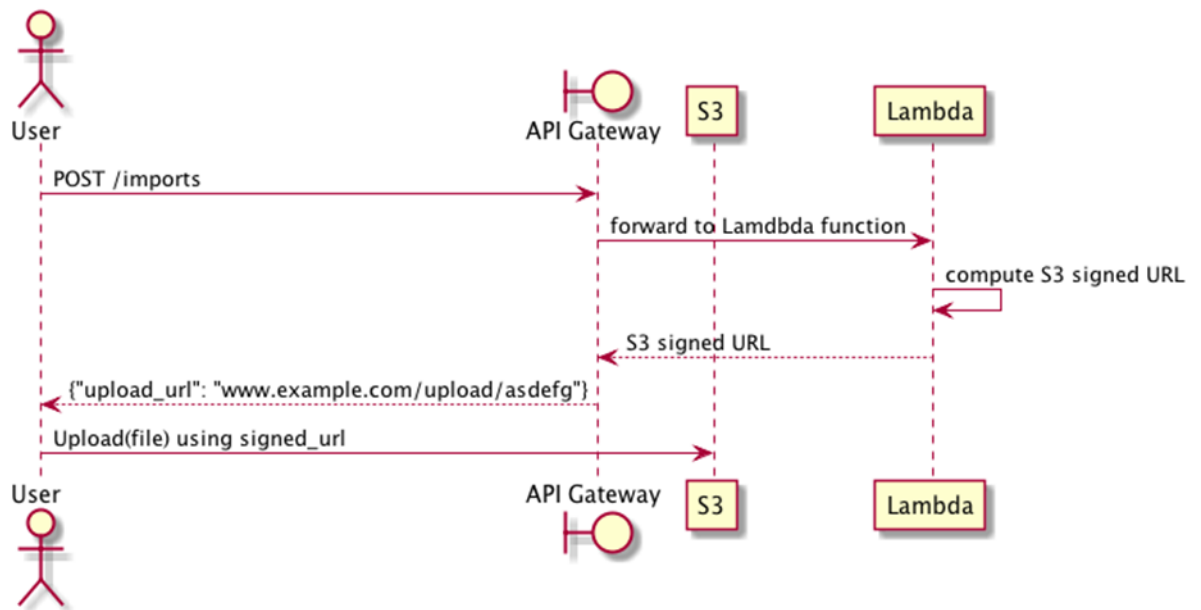 User
API Gateway
S3
Lambda
POST /imports
forward to Lamdbda function
compute S3 signed URL
S3 signed URL
{"upload_url": "www.example.com/upload/asdefg"}
Upload(file) using signed_url
User
API Gateway
S3
Lambda